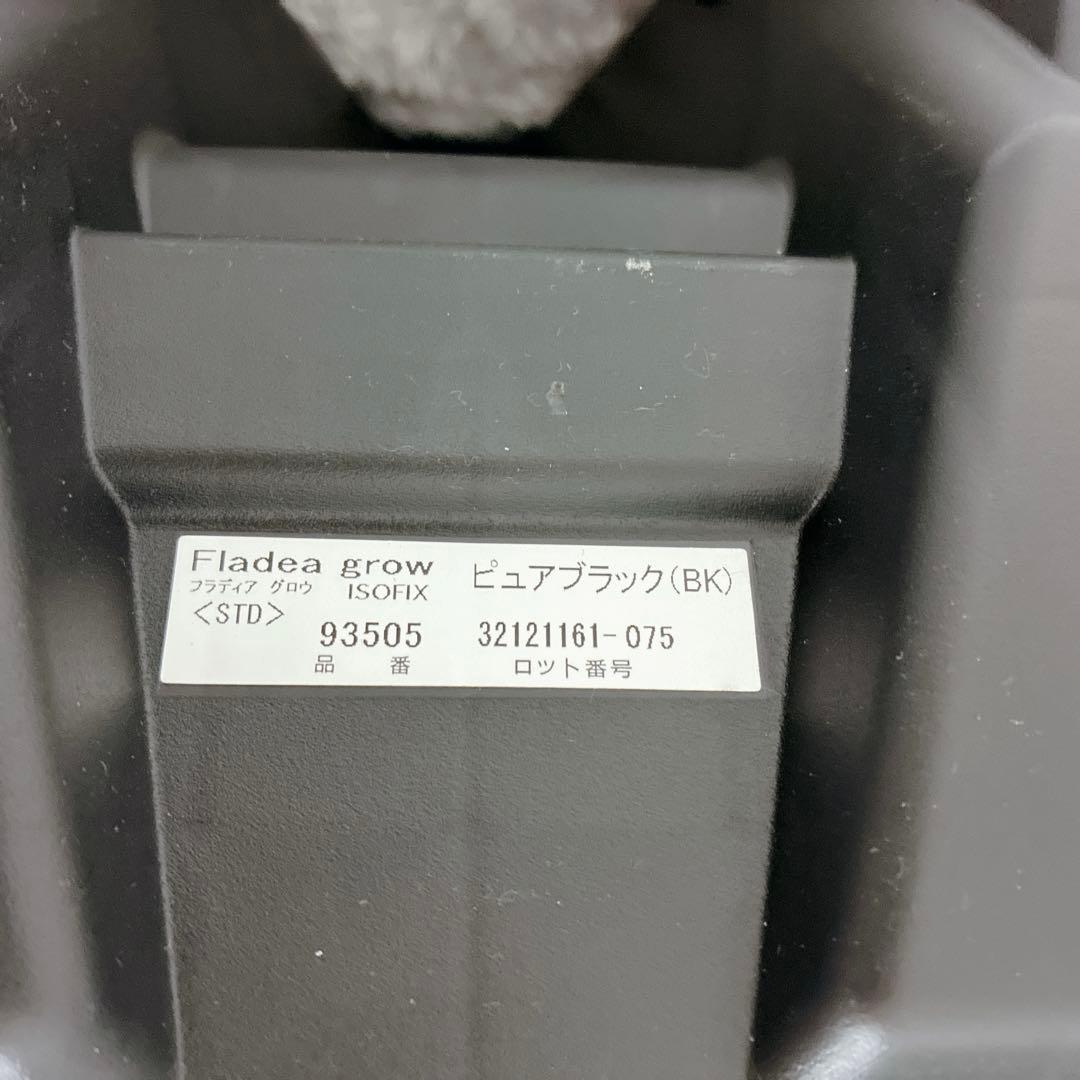 Fladea grow ピュアブラック(BK)
フラディア グロウ ISOFIX
<STD>
93505 32121161-075
品番 ロット番号